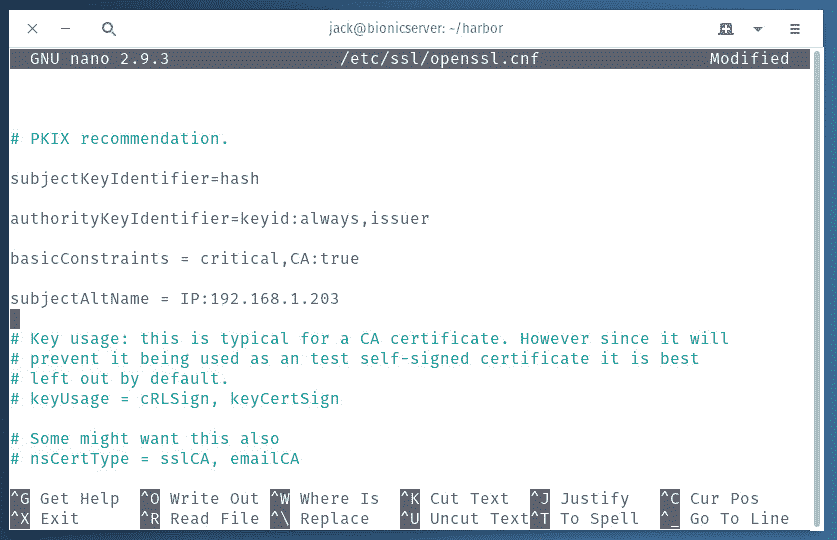 jack@bionicserver: ~/harbor
GNU nano 2.9.3 /etc/ssl/openssl.cnf Modified
# PKIX recommendation.
subjectKeyIdentifier=hash
authorityKeyIdentifier=keyid:always,issuer
basicConstraints = critical,CA:true
subjectAltName = IP:192.168.1.203
# Key usage: this is typical for a CA certificate. However since it will
# prevent it being used as an test self-signed certificate it is best
# left out by default.
# keyUsage = cRLSign, keyCertSign
# Some might want this also
# nsCertType = sslCA, emailCA
^G Get Help ^O Write Out ^W Where Is ^K Cut Text ^J Justify ^C Cur Pos
^X Exit ^R Read File ^\ Replace ^U Uncut Text ^T To Spell ^_ Go To Line